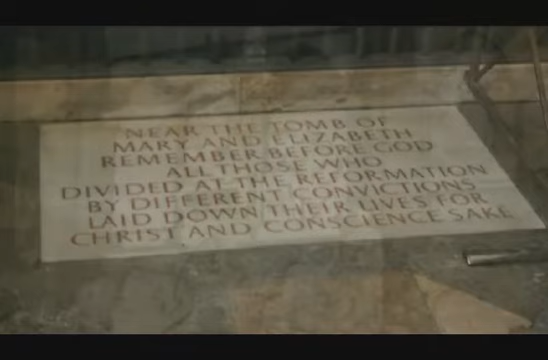 NEAR THE TOMB OF
MARY AND ELIZABETH
REMEMBER BEFORE GOD
ALL THOSE WHO
DIVIDED AT THE REFORMATION
BY DIFFERENT CONVICTIONS
LAID DOWN THEIR LIVES FOR
CHRIST AND CONSCIENCE SAKE